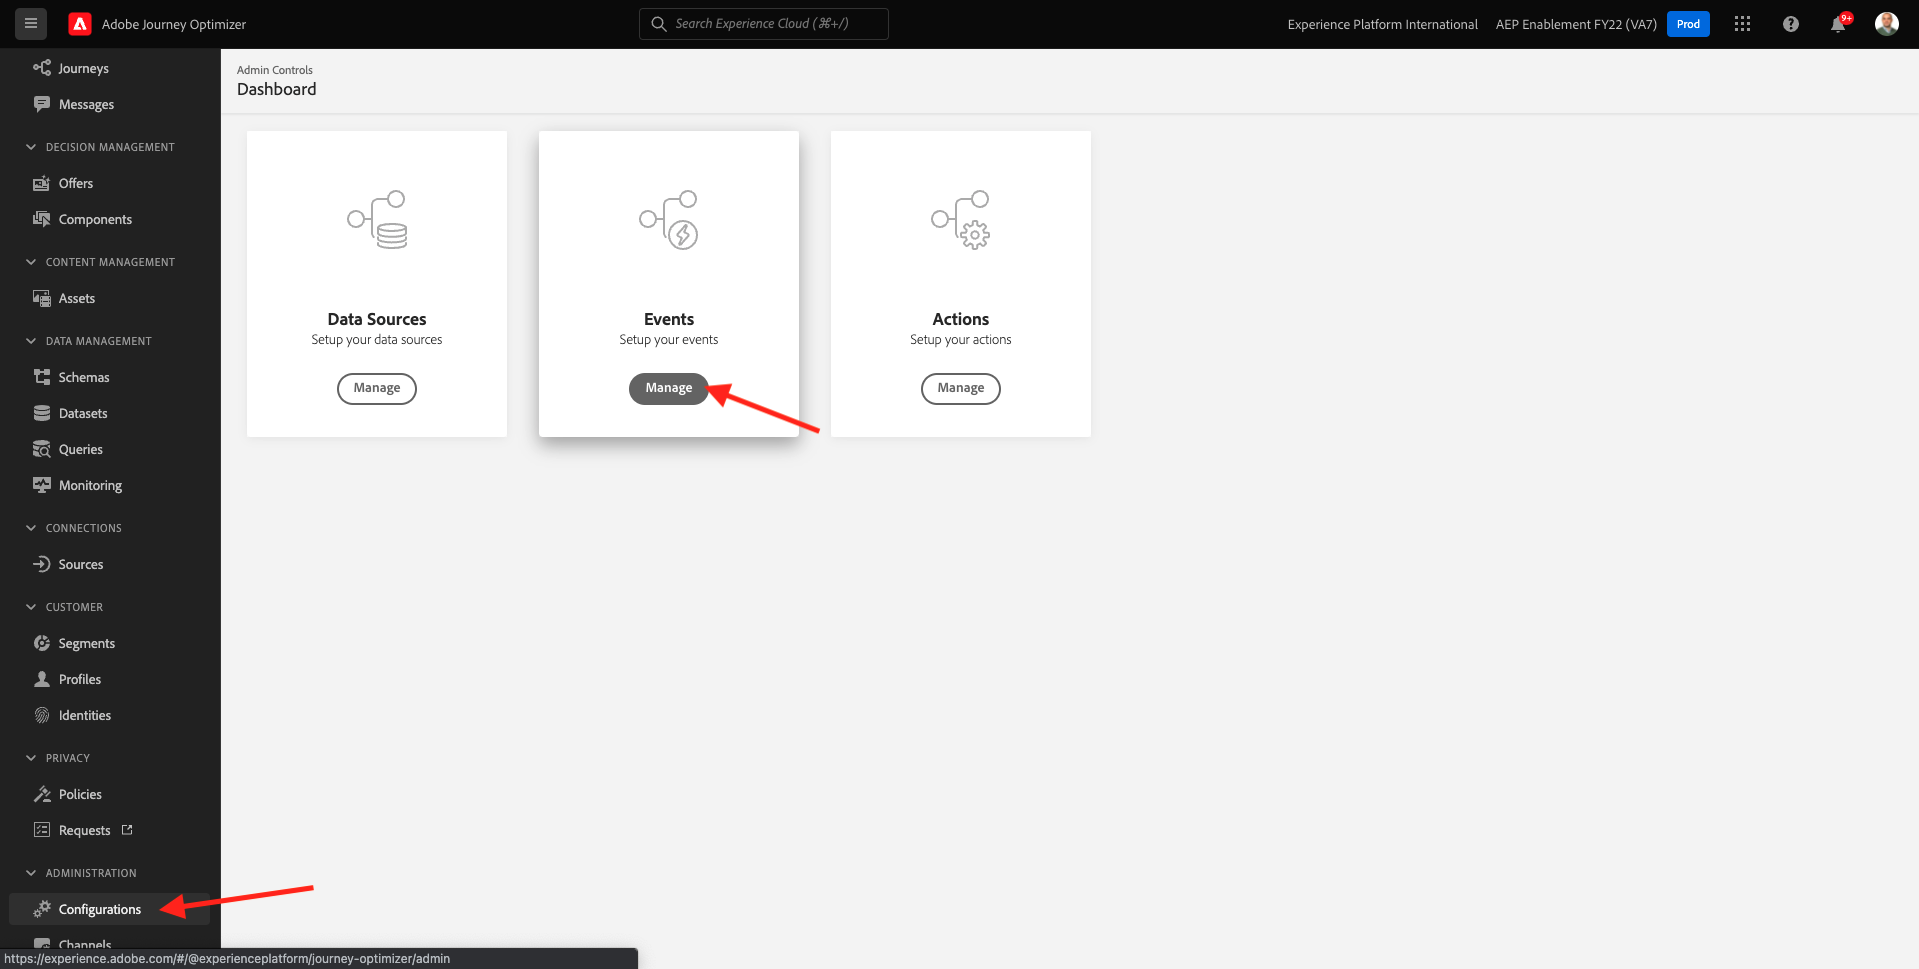 Adobe Journey Optimizer
Search Experience Cloud (⌘+/)
Experience Platform International
AEP Enablement FY22 (VA7)
Prod
9+
Journeys
Messages
DECISION MANAGEMENT
Offers
Components
CONTENT MANAGEMENT
Assets
DATA MANAGEMENT
Schemas
Datasets
Queries
Monitoring
CONNECTIONS
Sources
CUSTOMER
Segments
Profiles
Identities
PRIVACY
Policies
Requests
ADMINISTRATION
Configurations
Channels
Admin Controls
Dashboard
Data Sources
Setup your data sources
Manage
Events
Setup your events
Manage
Actions
Setup your actions
Manage
https://experience.adobe.com/#/@experienceplatform/journey-optimizer/admin